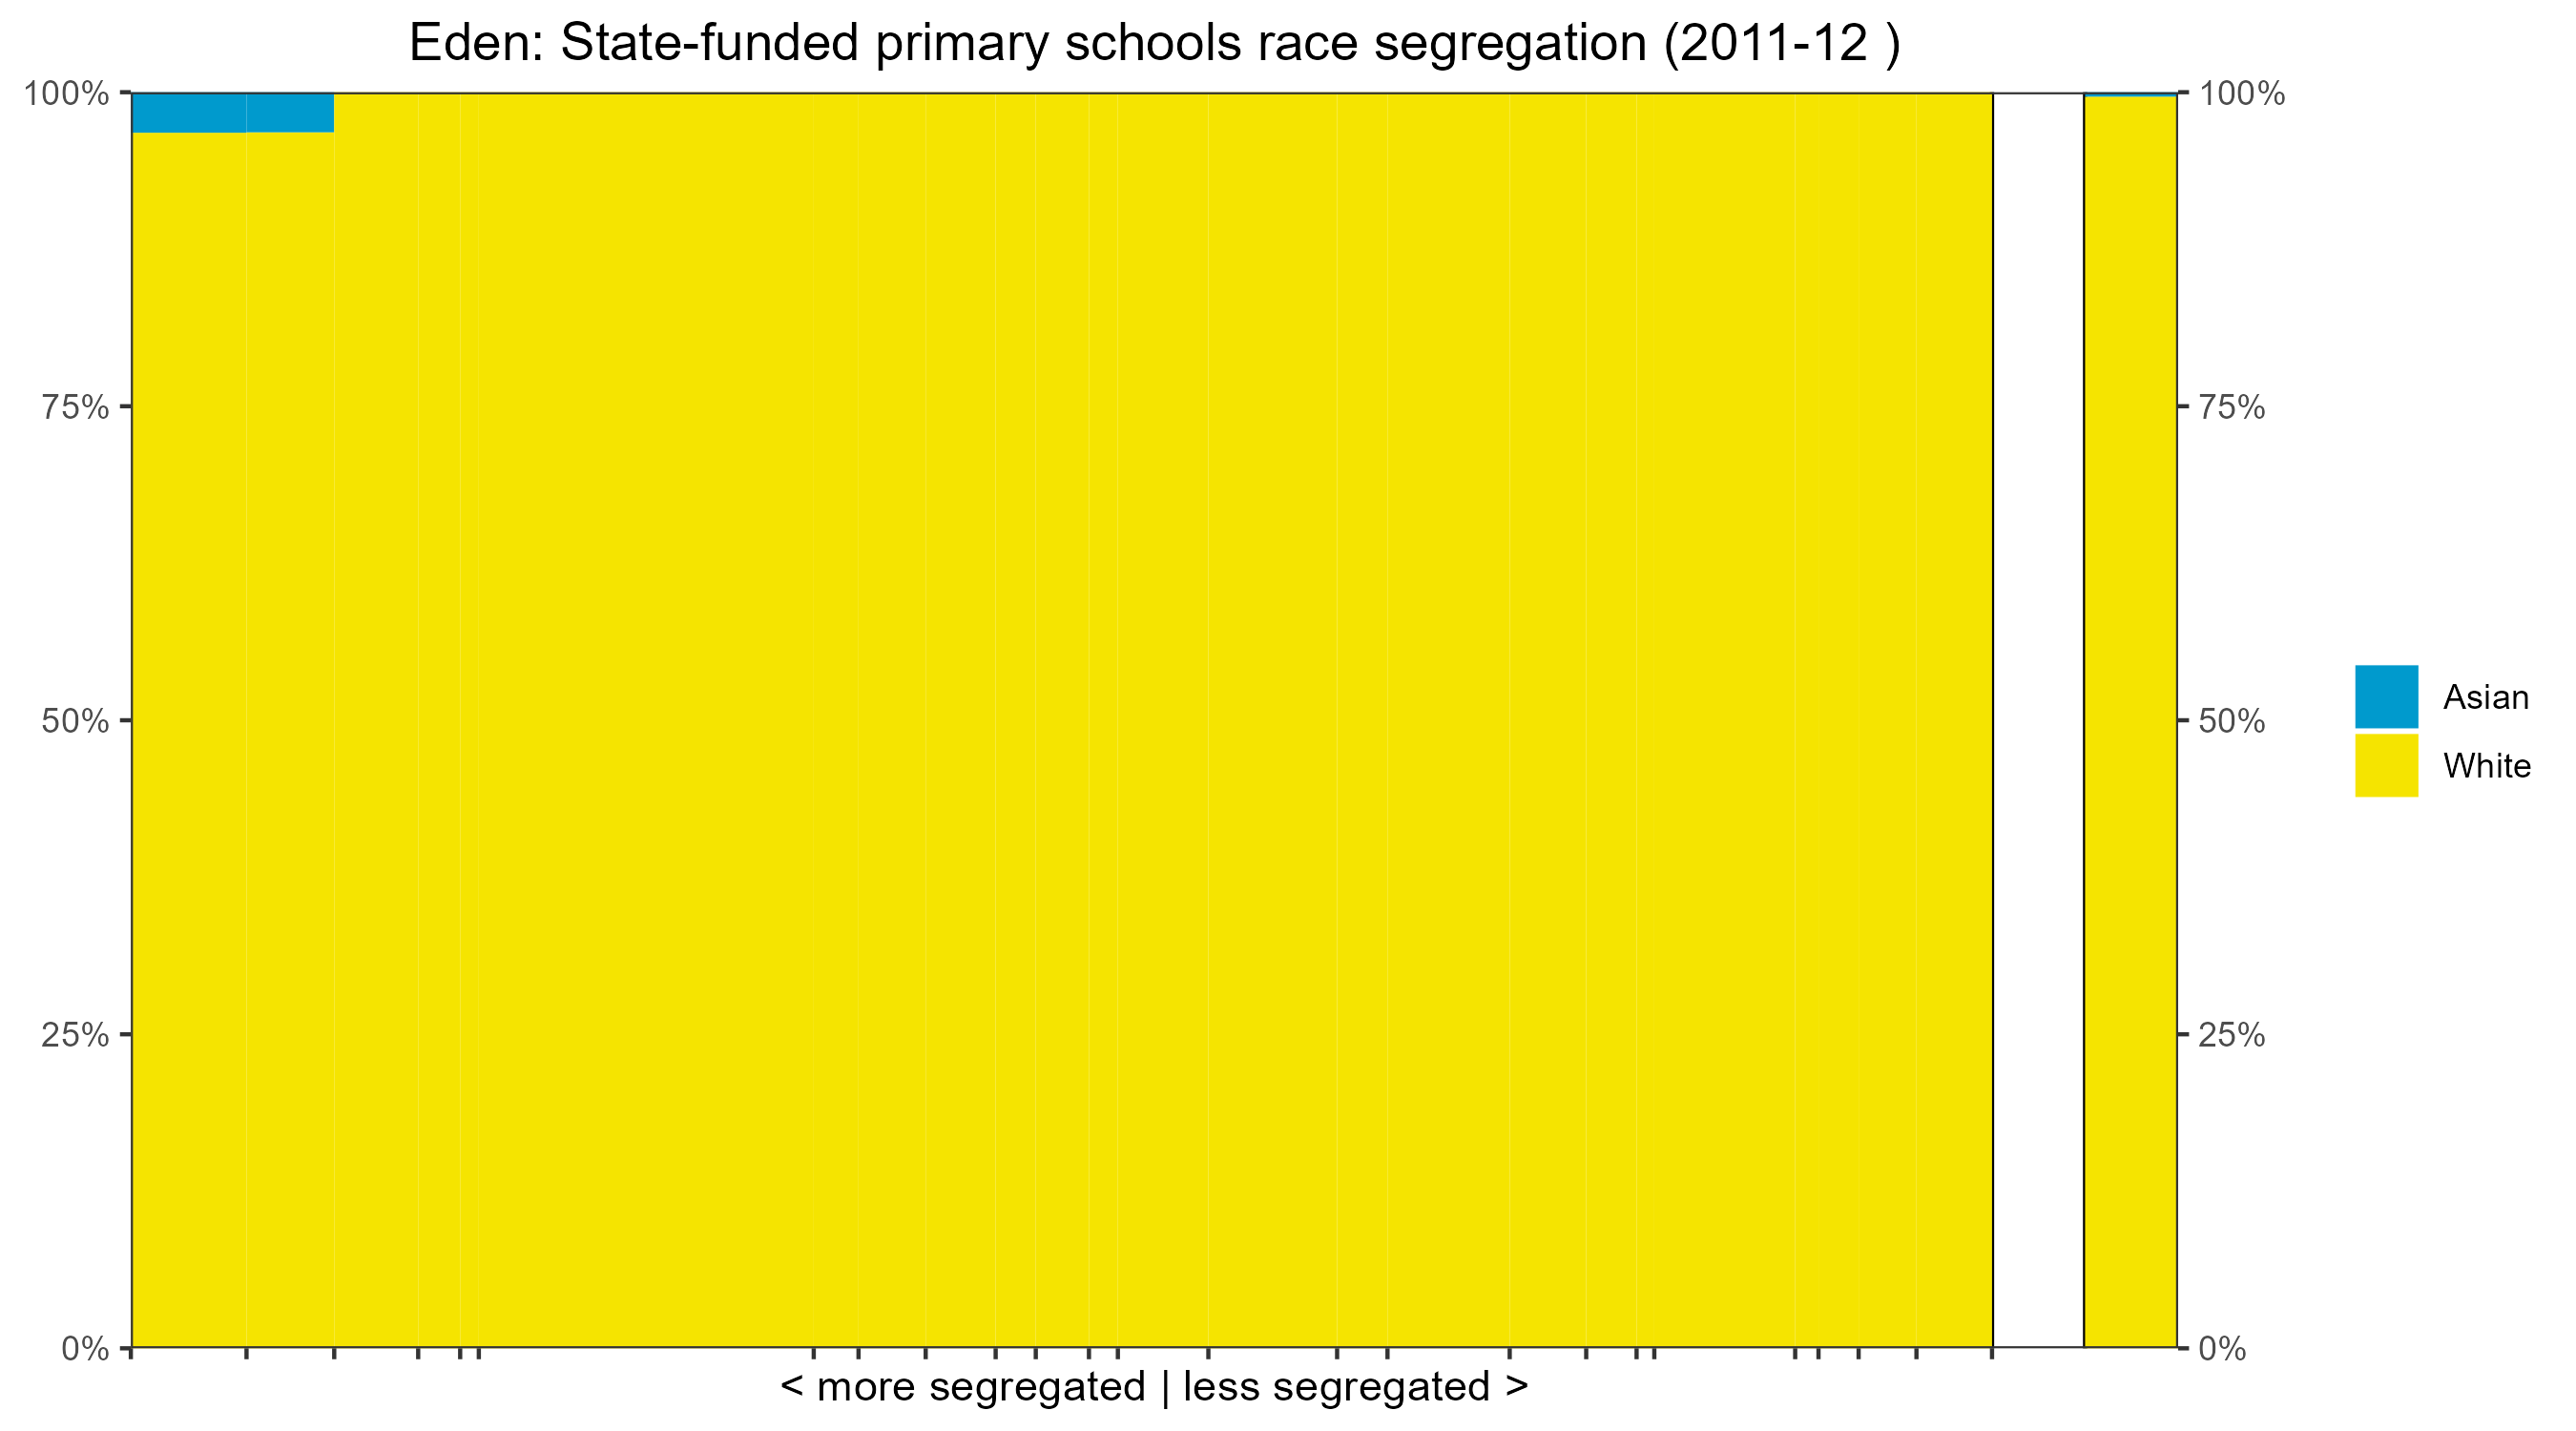 Eden: State-funded primary schools race segregation (2011-12 )
100%
75%
50%
25%
0%
100%
75%
50%
25%
0%
Asian
White
< more segregated | less segregated >